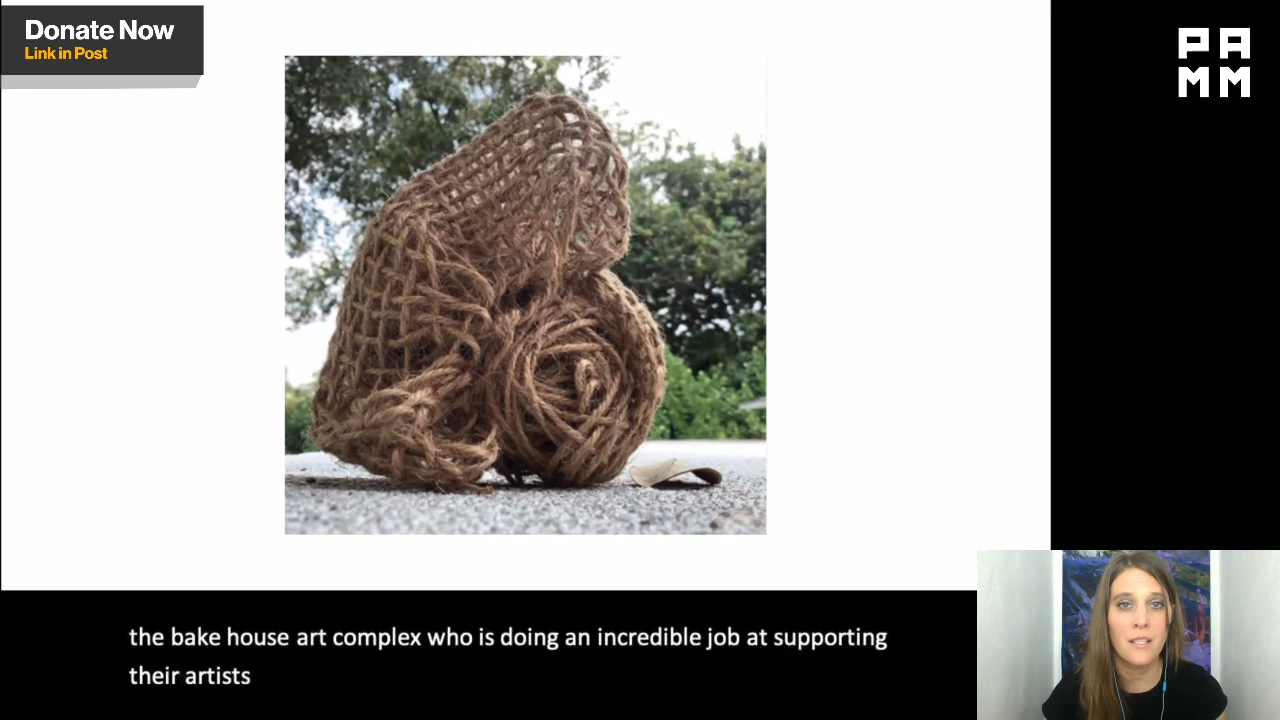 Donate Now
Link in Post
PA
MM
the bake house art complex who is doing an incredible job at supporting
their artists